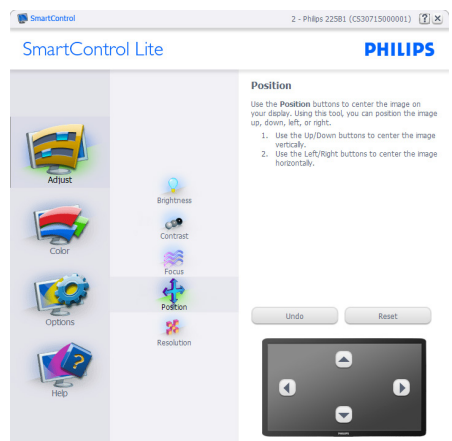 SmartControl
2 - Philips 225B1 (CS30715000001)
SmartControl Lite
PHILIPS
Adjust
Color
Options
Help
Brightness
Contrast
Focus
Position
Resolution
Position
Use the Position buttons to center the image on
your display. Using this tool, you can position the image
up, down, left, or right.
1. Use the Up/Down buttons to center the image
vertically.
2. Use the Left/Right buttons to center the image
horizontally.
Undo
Reset
PHILIPS